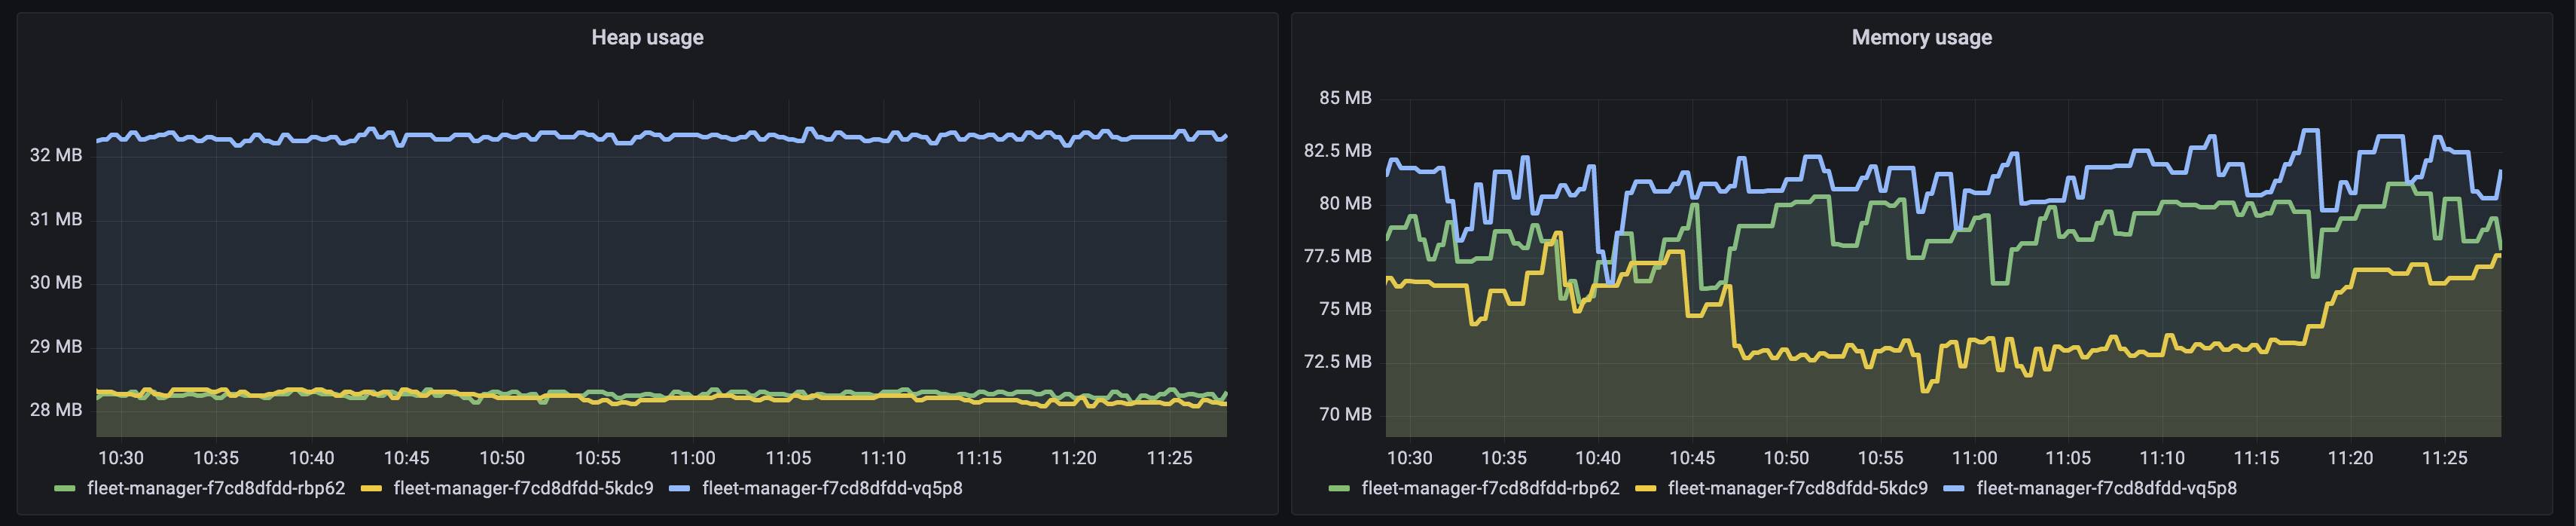 Heap usage
32 MB
31 MB
30 MB
29 MB
28 MB
10:30 10:35 10:40 10:45 10:50 10:55 11:00 11:05 11:10 11:15 11:20 11:25
fleet-manager-f7cd8dfdd-rbp62 fleet-manager-f7cd8dfdd-5kdc9 fleet-manager-f7cd8dfdd-vq5p8
Memory usage
85 MB
82.5 MB
80 MB
77.5 MB
75 MB
72.5 MB
70 MB
10:30 10:35 10:40 10:45 10:50 10:55 11:00 11:05 11:10 11:15 11:20 11:25
fleet-manager-f7cd8dfdd-rbp62 fleet-manager-f7cd8dfdd-5kdc9 fleet-manager-f7cd8dfdd-vq5p8